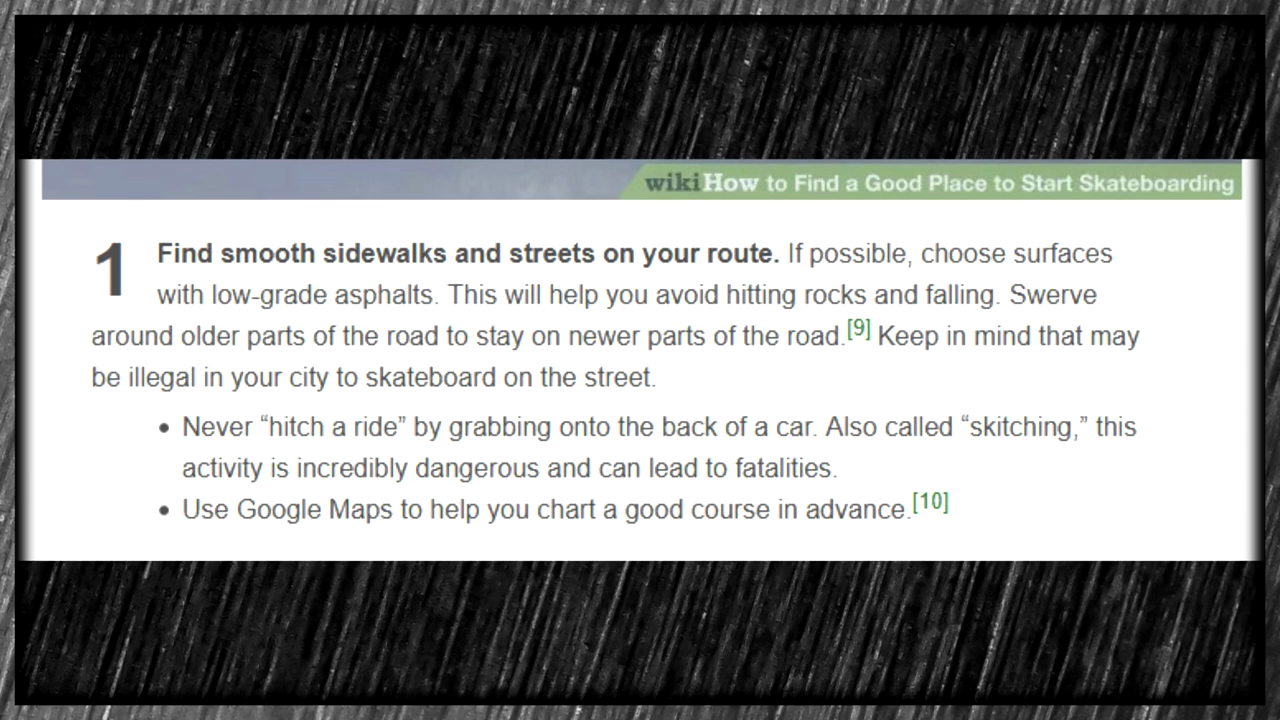 wikiHow to Find a Good Place to Start Skateboarding
1 Find smooth sidewalks and streets on your route. If possible, choose surfaces
with low-grade asphalts. This will help you avoid hitting rocks and falling. Swerve
around older parts of the road to stay on newer parts of the road.[9] Keep in mind that may
be illegal in your city to skateboard on the street.
• Never “hitch a ride” by grabbing onto the back of a car. Also called “skitching,” this
activity is incredibly dangerous and can lead to fatalities.
• Use Google Maps to help you chart a good course in advance.[10]